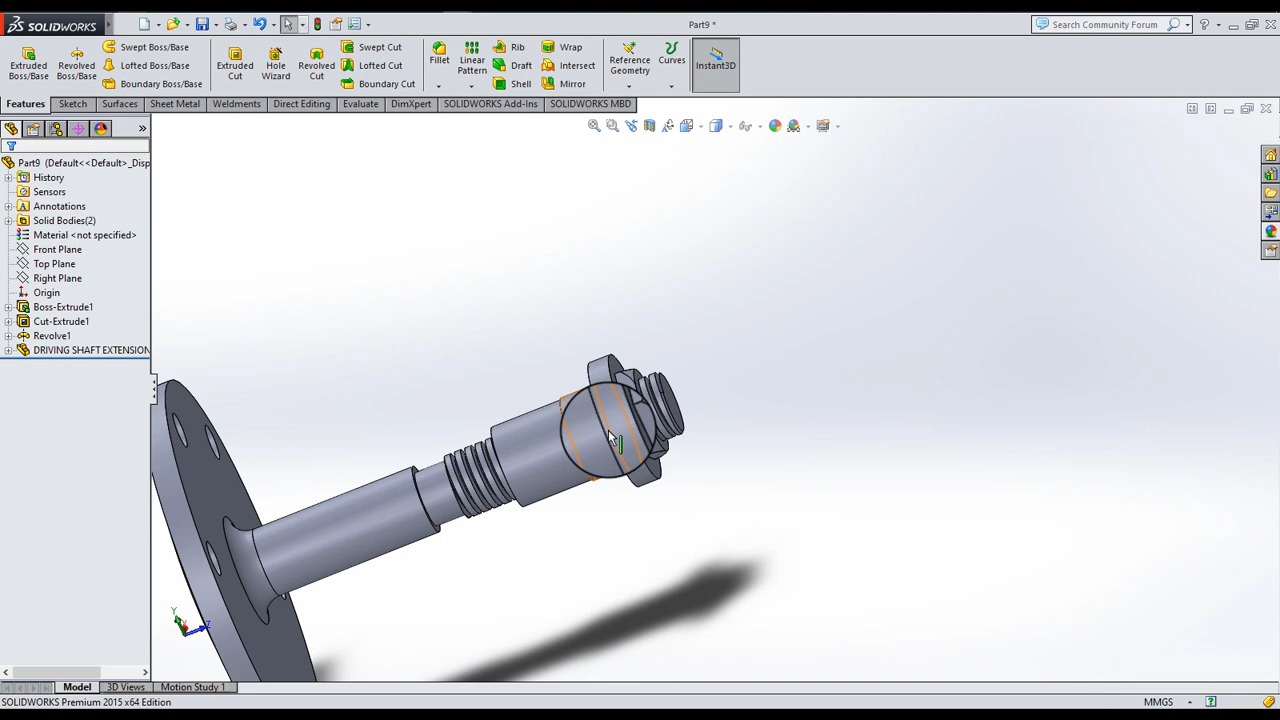 SOLIDWORKS
Part9 *
Search Community Forum
Extruded Boss/Base
Revolved Boss/Base
Swept Boss/Base
Lofted Boss/Base
Boundary Boss/Base
Extruded Cut
Hole Wizard
Revolved Cut
Swept Cut
Lofted Cut
Boundary Cut
Fillet
Linear Pattern
Rib
Draft
Shell
Wrap
Intersect
Mirror
Reference Geometry
Curves
Instant3D
Features
Sketch
Surfaces
Sheet Metal
Weldments
Direct Editing
Evaluate
DimXpert
SOLIDWORKS Add-Ins
SOLIDWORKS MBD
Part9 (Default<<Default>_Disp
History
Sensors
Annotations
Solid Bodies(2)
Material <not specified>
Front Plane
Top Plane
Right Plane
Origin
Boss-Extrude1
Cut-Extrude1
Revolve1
DRIVING SHAFT EXTENSION
Y
Z
Model
3D Views
Motion Study 1
SOLIDWORKS Premium 2015 x64 Edition
MMGS